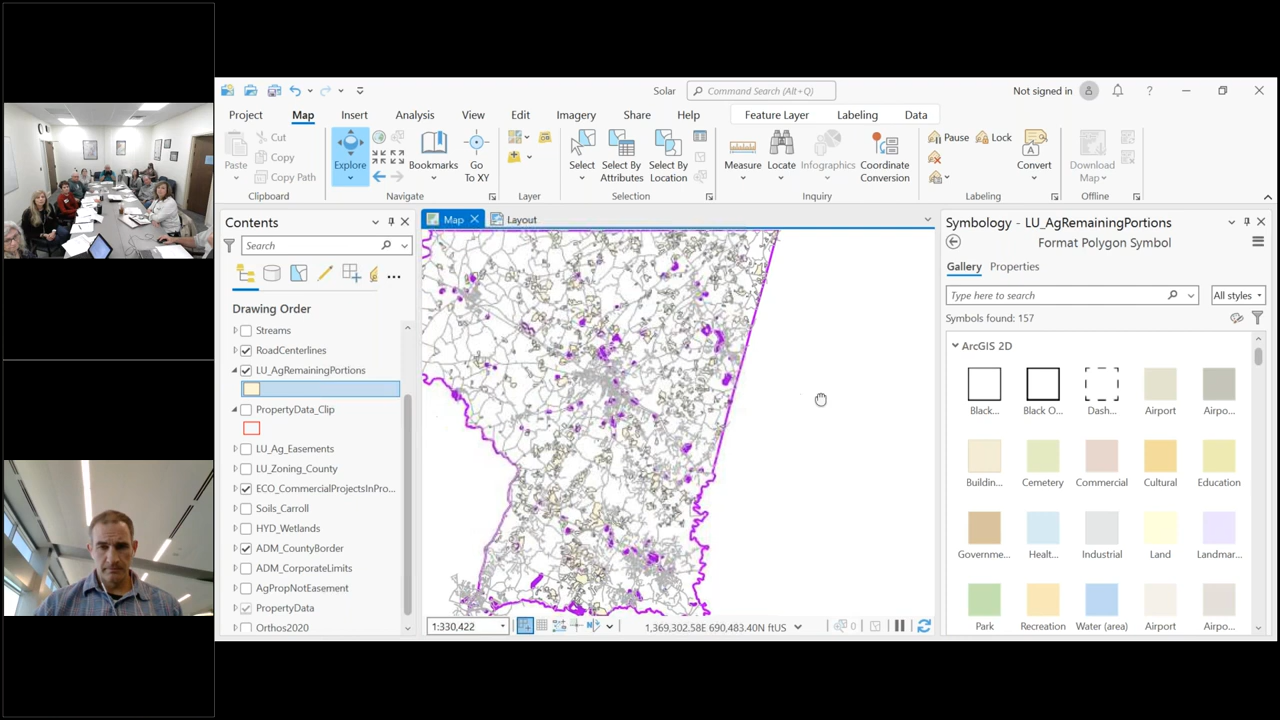 Solar
Command Search (Alt+Q)
Not signed in
?
Project
Map
Insert
Analysis
View
Edit
Imagery
Share
Help
Feature Layer
Labeling
Data
Paste
Cut
Copy
Copy Path
Clipboard
Explore
Bookmarks
Go To XY
Navigate
Layer
Select
Select By Attributes
Select By Location
Selection
Measure
Locate
Infographics
Coordinate Conversion
Inquiry
Pause
Lock
Convert
Labeling
Download Map
Offline
Contents
Search
Drawing Order
Streams
RoadCenterlines
LU_AgRemainingPortions
PropertyData_Clip
LU_Ag_Easements
LU_Zoning_County
ECO_CommercialProjectsInPro...
Soils_Carroll
HYD_Wetlands
ADM_CountyBorder
ADM_CorporateLimits
AgPropNotEasement
PropertyData
Orthos2020
Map
Layout
1:330,422
1,369,302.58E 690,483.40N ftUS
0
Symbology - LU_AgRemainingPortions
Format Polygon Symbol
Gallery
Properties
Type here to search
All styles
Symbols found: 157
ArcGIS 2D
Black...
Black O...
Dash...
Airport
Airpo...
Buildin...
Cemetery
Commercial
Cultural
Education
Governme...
Healt...
Industrial
Land
Landmar...
Park
Recreation
Water (area)
Airport
Airpo...